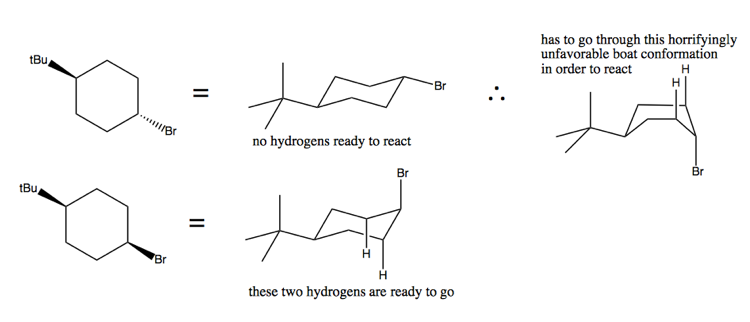 has to go through this horrifyingly
unfavorable boat conformation
in order to react
H
H
tBu
Br
=
Br
∴
no hydrogens ready to react
Br
tBu
Br
=
Br
H
H
these two hydrogens are ready to go